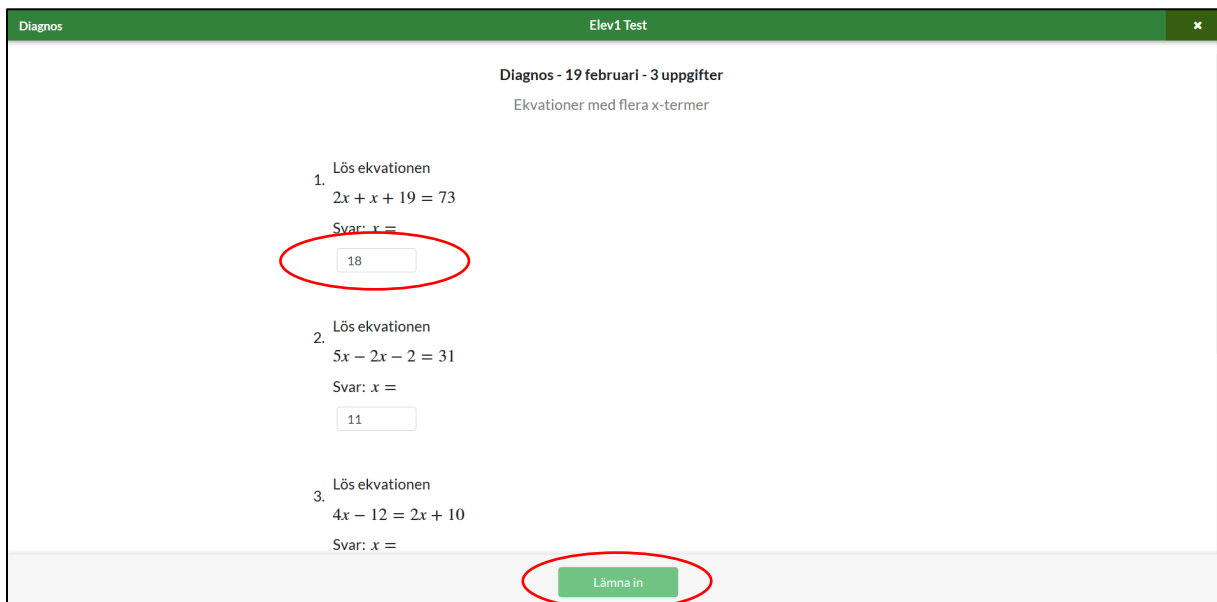 Diagnos
Elev1 Test
×
Diagnos - 19 februari - 3 uppgifter
Ekvationer med flera x-termer
1. Lös ekvationen
2x + x + 19 = 73
Svar: x =
18
2. Lös ekvationen
5x − 2x − 2 = 31
Svar: x =
11
3. Lös ekvationen
4x − 12 = 2x + 10
Svar: x =
Lämna in